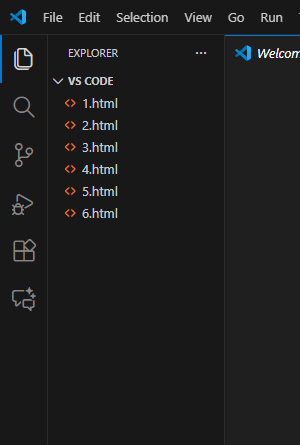 File Edit Selection View Go Run
EXPLORER ...
Welcom
VS CODE
1.html
2.html
3.html
4.html
5.html
6.html